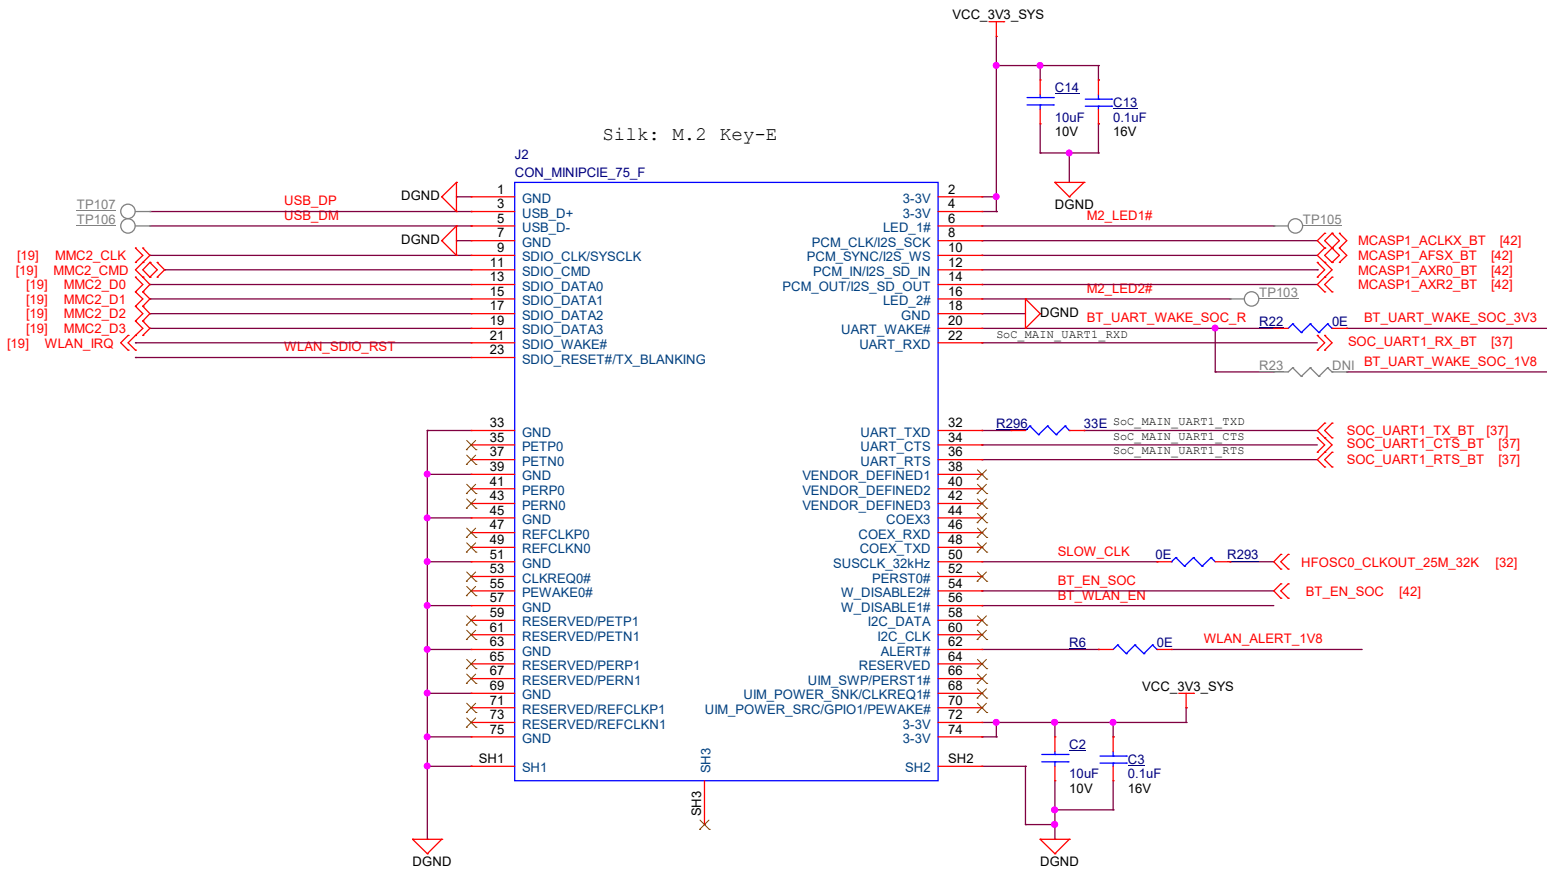 VCC_3V3_SYS
C14
10uF
10V
C13
0.1uF
16V
DGND
Silk: M.2 Key-E
J2
CON_MINIPCIE_75_F
DGND 1 GND 3-3V 2
TP107 USB_DP 3 USB_D+ 3-3V 4
TP106 USB_DM 5 USB_D- LED_1# 6 M2_LED1# TP105
DGND 7 GND PCM_CLK/I2S_SCK 8 MCASP1_ACLKX_BT [42]
[19] MMC2_CLK 9 SDIO_CLK/SYSCLK PCM_SYNC/I2S_WS 10 MCASP1_AFSX_BT [42]
[19] MMC2_CMD 11 SDIO_CMD PCM_IN/I2S_SD_IN 12 MCASP1_AXR0_BT [42]
[19] MMC2_D0 13 SDIO_DATA0 PCM_OUT/I2S_SD_OUT 14 MCASP1_AXR2_BT [42]
[19] MMC2_D1 15 SDIO_DATA1 LED_2# 16 M2_LED2# TP103
[19] MMC2_D2 17 SDIO_DATA2 GND 18 DGND
[19] MMC2_D3 19 SDIO_DATA3 UART_WAKE# 20 BT_UART_WAKE_SOC_R R22 0E BT_UART_WAKE_SOC_3V3
[19] WLAN_IRQ 21 SDIO_WAKE# UART_RXD 22 SoC_MAIN_UART1_RXD SOC_UART1_RX_BT [37]
WLAN_SDIO_RST 23 SDIO_RESET#/TX_BLANKING
R23 DNI BT_UART_WAKE_SOC_1V8
33 GND UART_TXD 32 R296 33E SoC_MAIN_UART1_TXD SOC_UART1_TX_BT [37]
35 PETP0 UART_CTS 34 SoC_MAIN_UART1_CTS SOC_UART1_CTS_BT [37]
37 PETN0 UART_RTS 36 SoC_MAIN_UART1_RTS SOC_UART1_RTS_BT [37]
39 GND VENDOR_DEFINED1 38
41 PERP0 VENDOR_DEFINED2 40
43 PERN0 VENDOR_DEFINED3 42
45 GND COEX3 44
47 REFCLKP0 COEX_RXD 46
49 REFCLKN0 COEX_TXD 48
51 GND SUSCLK_32kHz 50 SLOW_CLK 0E R293 HFOSC0_CLKOUT_25M_32K [32]
53 CLKREQ0# PERST0# 52
55 PEWAKE0# W_DISABLE2# 54 BT_EN_SOC BT_EN_SOC [42]
57 GND W_DISABLE1# 56 BT_WLAN_EN
59 RESERVED/PETP1 I2C_DATA 58
61 RESERVED/PETN1 I2C_CLK 60
63 GND ALERT# 62 R6 0E WLAN_ALERT_1V8
65 RESERVED/PERP1 RESERVED 64
67 RESERVED/PERN1 UIM_SWP/PERST1# 66
69 GND UIM_POWER_SNK/CLKREQ1# 68
71 RESERVED/REFCLKP1 UIM_POWER_SRC/GPIO1/PEWAKE# 70
73 RESERVED/REFCLKN1 3-3V 72
75 GND 3-3V 74
VCC_3V3_SYS
SH1 SH1 SH3 SH2 SH2
SH3
C2
10uF
10V
C3
0.1uF
16V
DGND
DGND